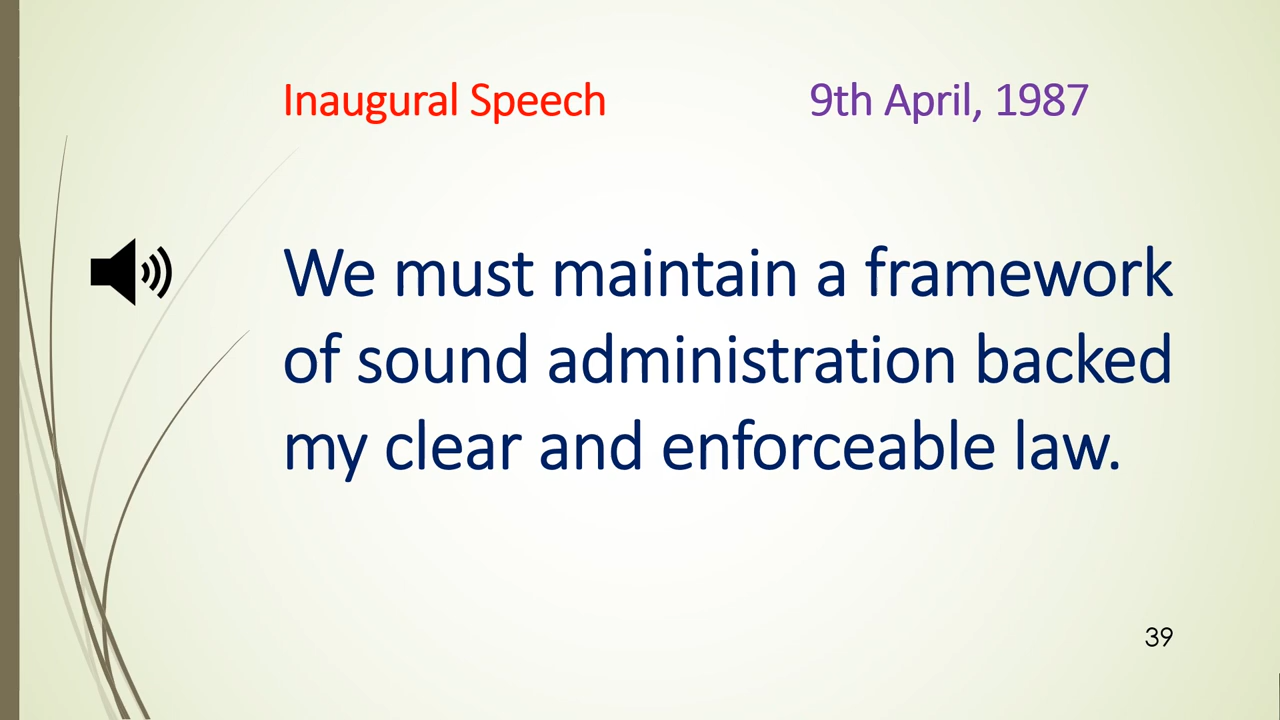 Inaugural Speech 9th April, 1987
We must maintain a framework
of sound administration backed
my clear and enforceable law.
39